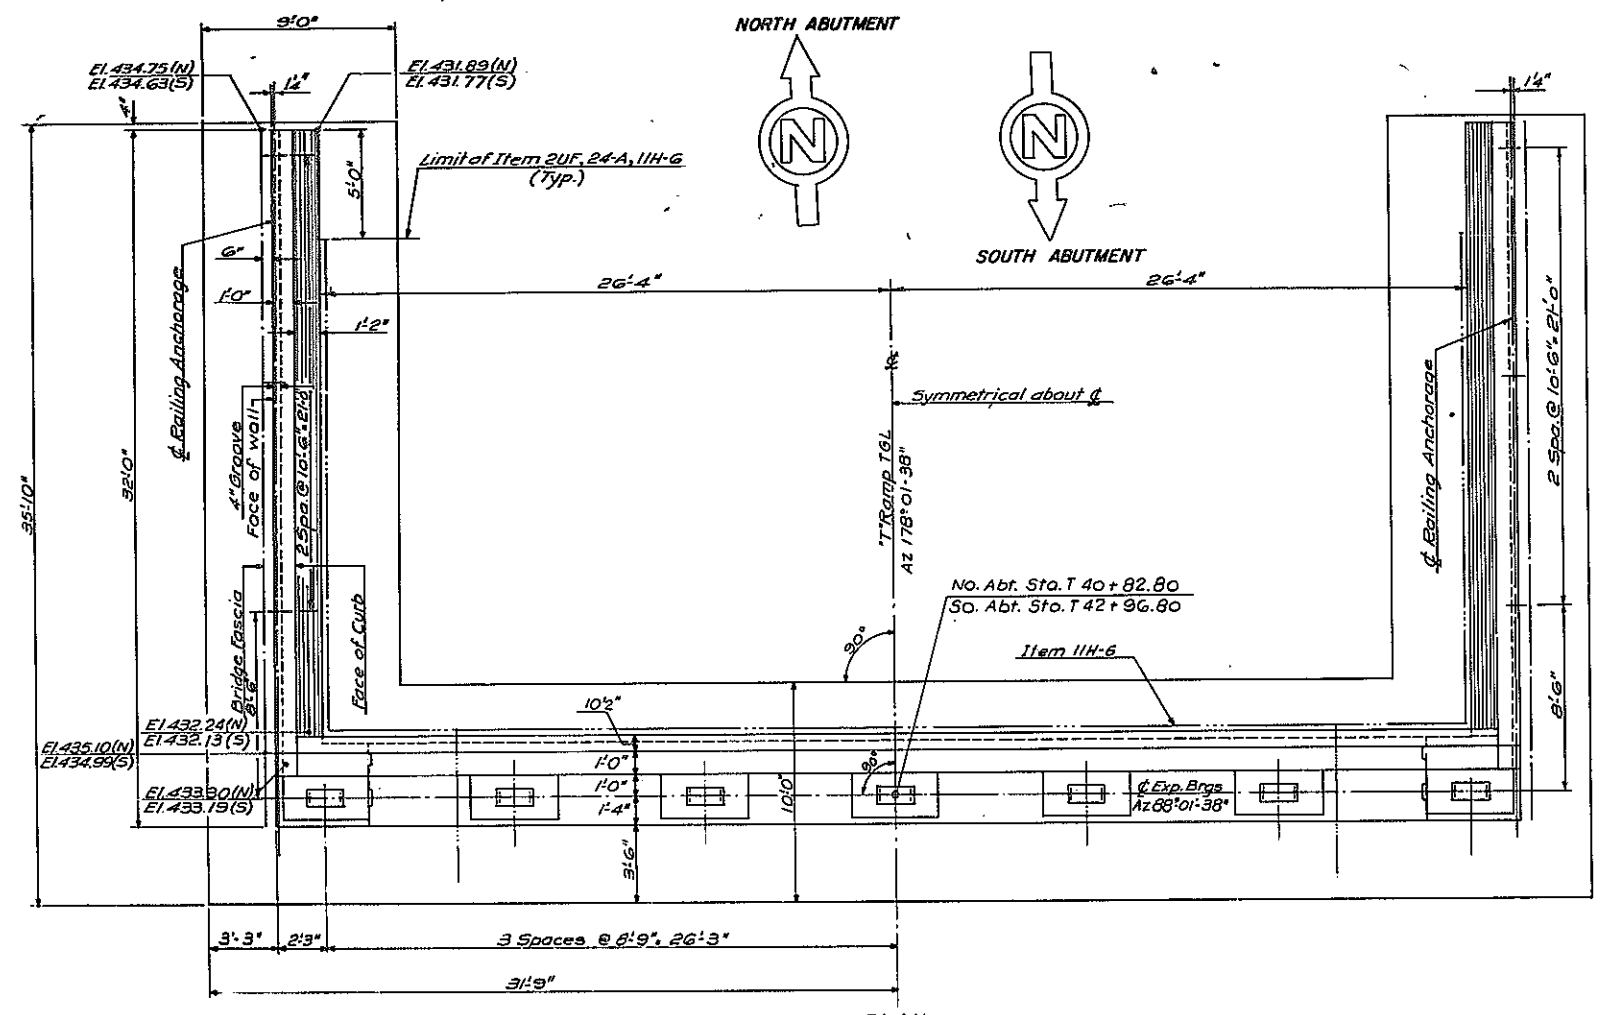 9'-0"
NORTH ABUTMENT
El. 434.75(N)
El. 434.63(S)
El. 431.89(N)
El. 431.77(S)
1'4"
1'4"
4"
N
N
Limit of Item 2UF, 24-A, 11H-6
(Typ.)
5'-0"
SOUTH ABUTMENT
6"
26'-4"
26'-4"
1'-0"
1'-2"
℄ Railing Anchorage
℄ Railing Anchorage
Symmetrical about ℄
4" Groove
Face of wall
2 Spa. @ 10'-6"=21'-0"
2 Spa. @ 10'-6"=21'-0"
"T" Ramp TGL
Az 178°-01'-38"
35'-10"
32'-0"
No. Abt. Sta. T 40+82.80
So. Abt. Sta. T 42+96.80
Bridge Fascia
8'-6"
Face of Curb
90°
Item 11H-6
8'-6"
10½"
El. 432.24(N)
El. 432.13(S)
El. 435.10(N)
El. 434.99(S)
1'-0"
90°
El. 433.30(N)
El. 433.19(S)
1'-0"
1'-4"
10'-0"
℄ Exp. Brgs
Az 88°-01'-38"
3'-6"
3'-3"
2'-3"
3 Spaces @ 8'-9"= 26'-3"
31'-9"